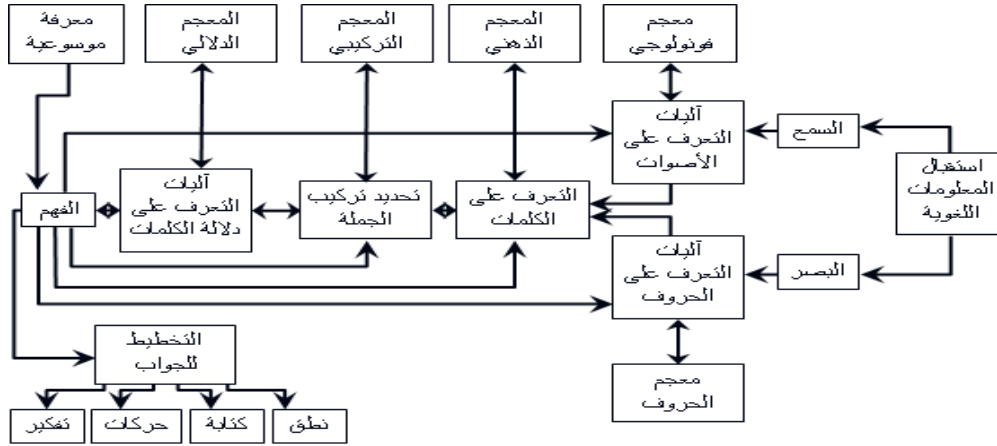 معجم
فونولوجي
المعجم
الذهني
المعجم
التركيبي
المعجم
الدلالي
معرفة
موسوعية
آليات
التعرف على
الأصوات
السمع
استقبال
المعلومات
اللغوية
التعرف على
الكلمات
تحديد تركيب
الجملة
آليات
التعرف على
دلالة الكلمات
الفهم
آليات
التعرف على
الحروف
البصر
التخطيط
للجواب
معجم
الحروف
نطق
كتابة
حركات
تفكير